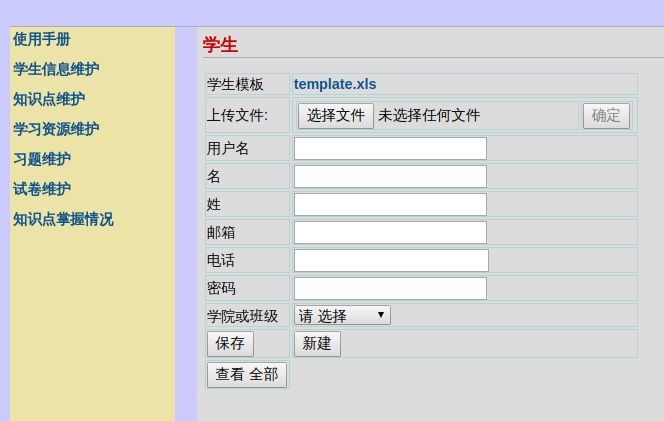 使用手册
学生信息维护
知识点维护
学习资源维护
习题维护
试卷维护
知识点掌握情况
学生
学生模板 template.xls
上传文件: 选择文件 未选择任何文件 确定
用户名
名
姓
邮箱
电话
密码
学院或班级 请 选择
保存 新建
查看 全部